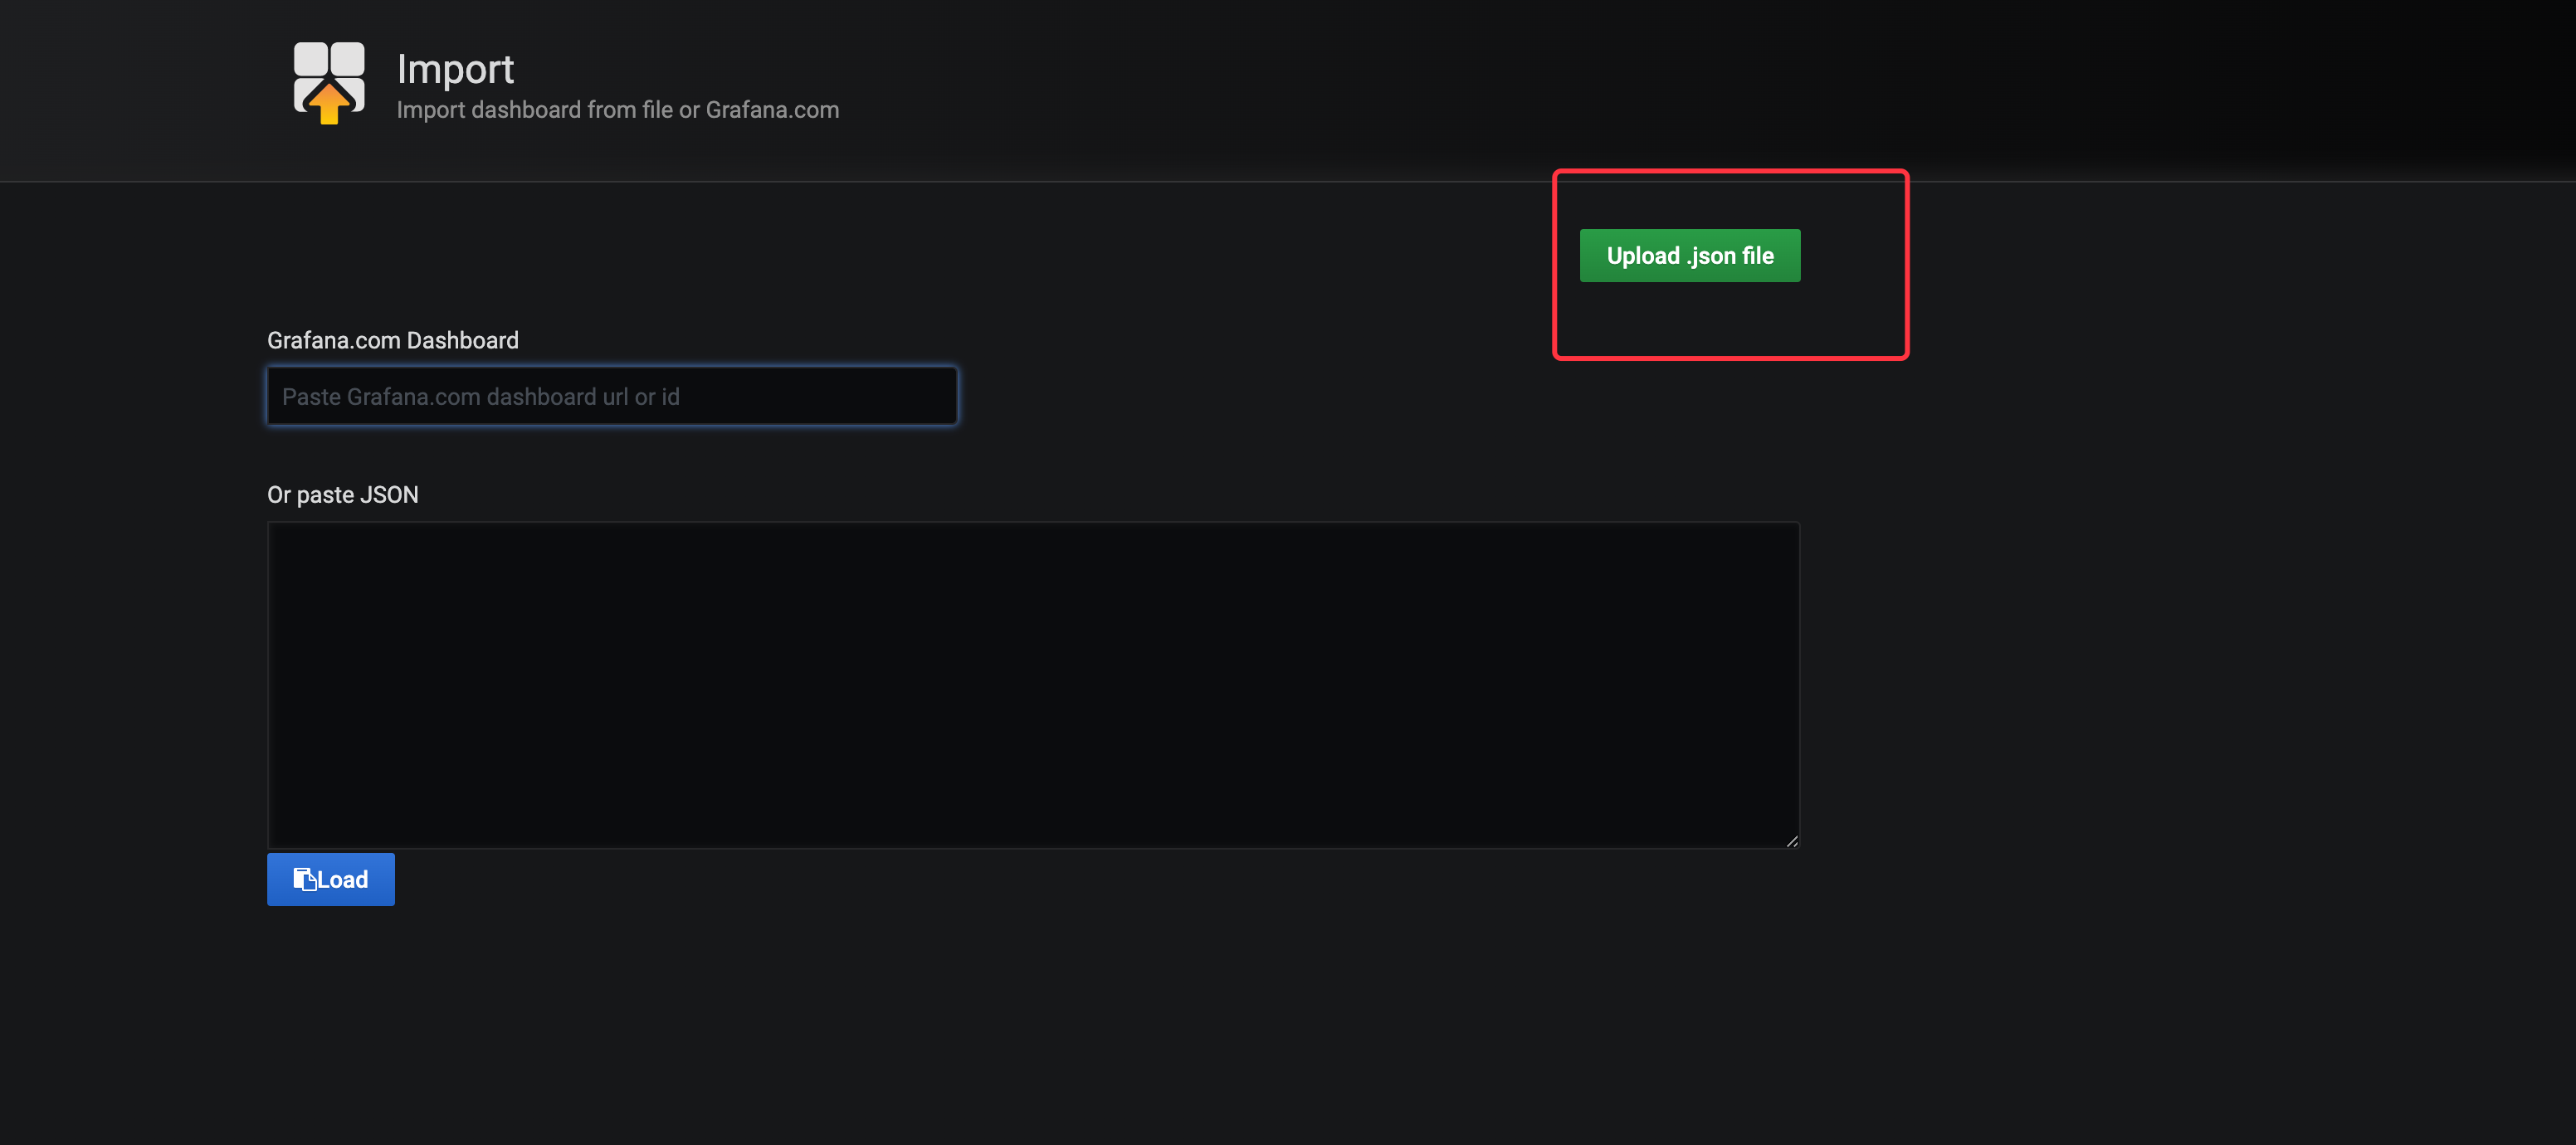 Import
Import dashboard from file or Grafana.com
Upload .json file
Grafana.com Dashboard
Paste Grafana.com dashboard url or id
Or paste JSON
Load